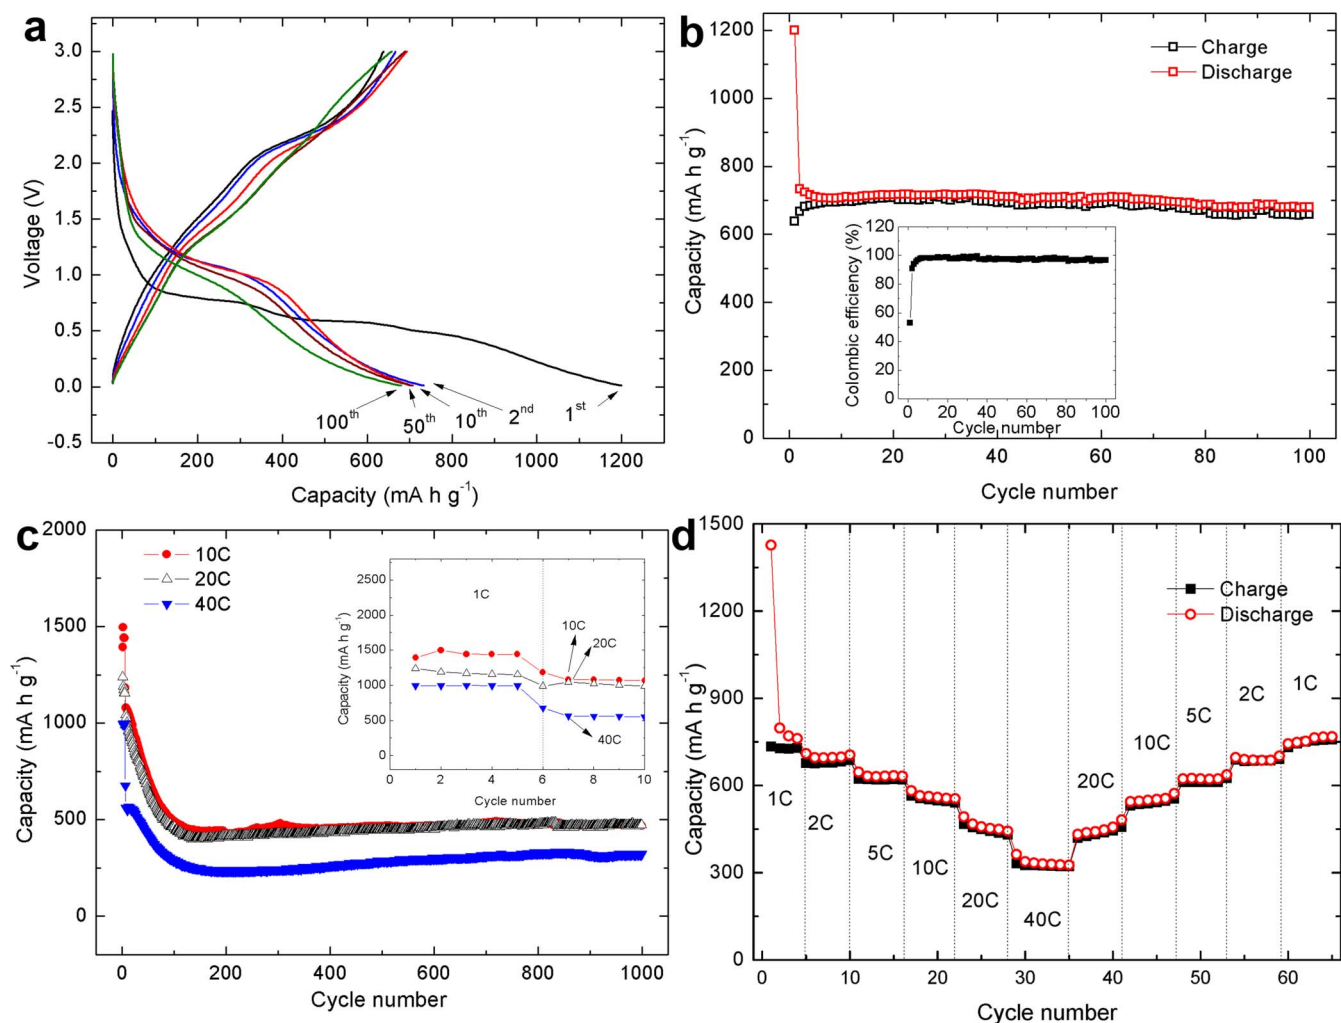 a
3.0
2.5
2.0
1.5
1.0
0.5
0.0
-0.5
Voltage (V)
100th
50th
10th
2nd
1st
0 200 400 600 800 1000 1200
Capacity (mA h g-1)
b
1200
1000
800
600
400
200
0
Capacity (mA h g-1)
Charge
Discharge
120
100
80
60
40
20
0
Colombic efficiency (%)
0 20 40 60 80 100
Cycle number
0 20 40 60 80 100
Cycle number
c
2000
1500
1000
500
0
Capacity (mA h g-1)
10C
20C
40C
2500
2000
1500
1000
500
0
Capacity (mA h g-1)
1C
10C
20C
40C
0 2 4 6 8 10
Cycle number
0 200 400 600 800 1000
Cycle number
d
1500
1200
900
600
300
0
Capacity (mA h g-1)
Charge
Discharge
1C
2C
5C
10C
20C
40C
20C
10C
5C
2C
1C
0 10 20 30 40 50 60
Cycle number